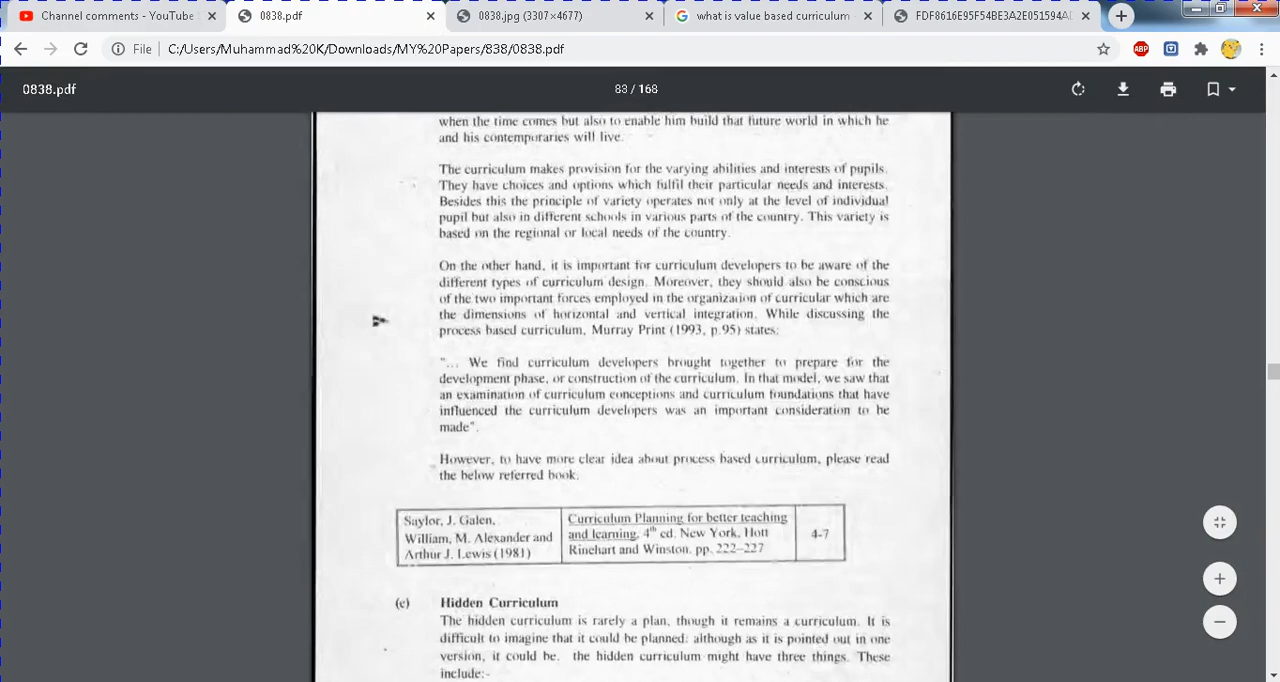 Channel comments - YouTube
0838.pdf
0838.jpg (3307×4677)
what is value based curriculum
FDF8616E95F54BE3A2E051594A
File
C:/Users/Muhammad%20K/Downloads/MY%20Papers/838/0838.pdf
ABP
0838.pdf
83 / 168
when the time comes but also to enable him build that future world in which he
and his contemporaries will live.
The curriculum makes provision for the varying abilities and interests of pupils.
They have choices and options which fulfil their particular needs and interests.
Besides this the principle of variety operates not only at the level of individual
pupil but also in different schools in various parts of the country. This variety is
based on the regional or local needs of the country.
On the other hand, it is important for curriculum developers to be aware of the
different types of curriculum design. Moreover, they should also be conscious
of the two important forces employed in the organization of curricular which are
the dimensions of horizontal and vertical integration. While discussing the
process based curriculum, Murray Print (1993, p.95) states:
"... We find curriculum developers brought together to prepare for the
development phase, or construction of the curriculum. In that model, we saw that
an examination of curriculum conceptions and curriculum foundations that have
influenced the curriculum developers was an important consideration to be
made".
However, to have more clear idea about process based curriculum, please read
the below referred book.
Saylor, J. Galen,
William, M. Alexander and
Arthur J. Lewis (1981)
Curriculum Planning for better teaching
and learning, 4th ed. New York, Hott
Rinehart and Winston. pp. 222–227
4-7
(c) Hidden Curriculum
The hidden curriculum is rarely a plan, though it remains a curriculum. It is
difficult to imagine that it could be planned: although as it is pointed out in one
version, it could be. the hidden curriculum might have three things. These
include:-